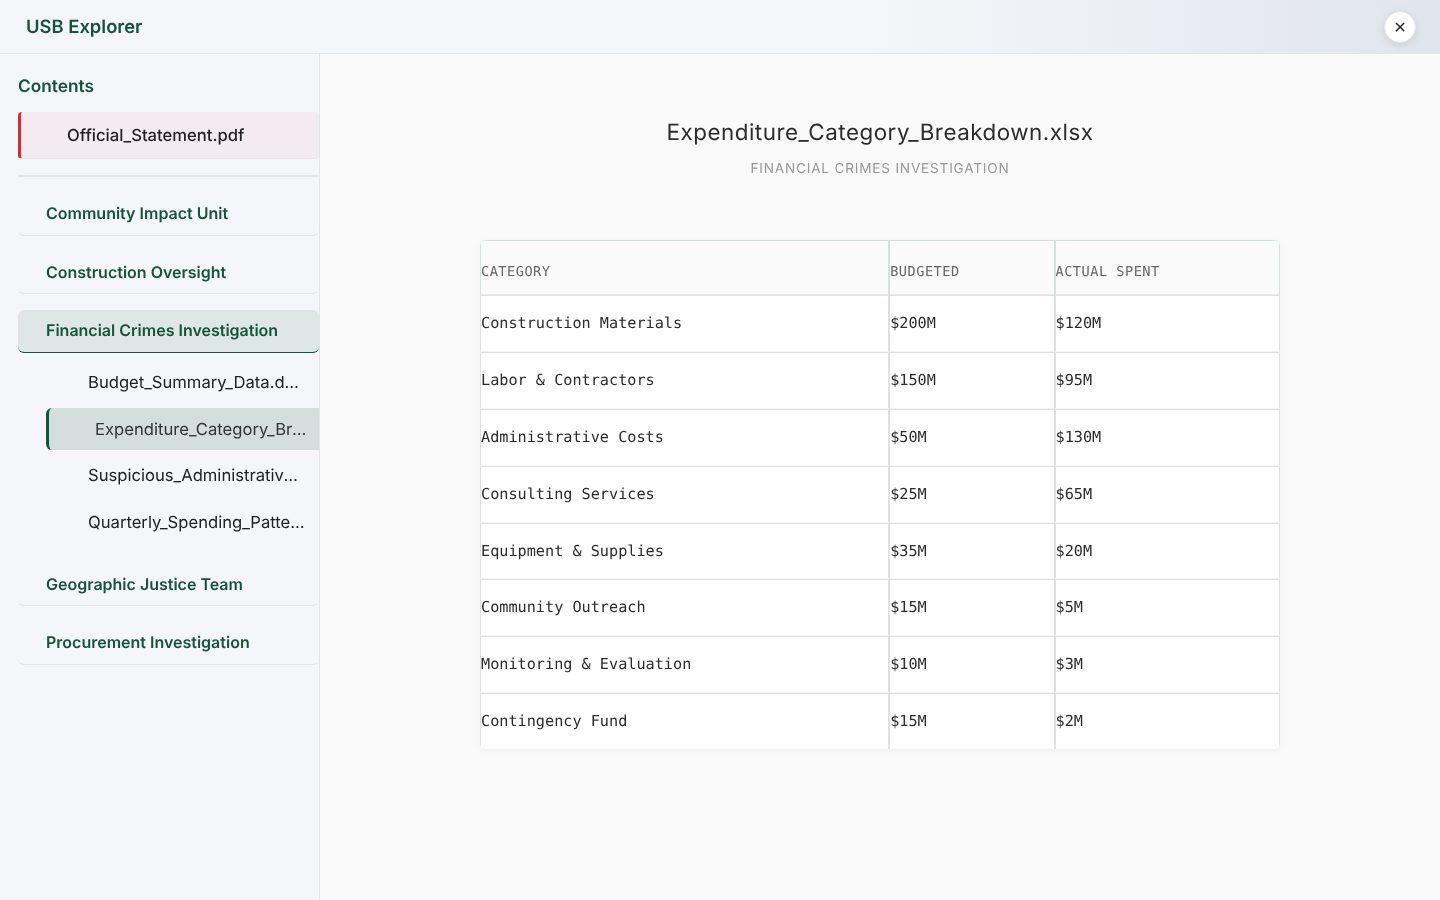 USB Explorer
Contents
Official_Statement.pdf
Community Impact Unit
Construction Oversight
Financial Crimes Investigation
Budget_Summary_Data.d...
Expenditure_Category_Br...
Suspicious_Administrativ...
Quarterly_Spending_Patte...
Geographic Justice Team
Procurement Investigation
Expenditure_Category_Breakdown.xlsx
FINANCIAL CRIMES INVESTIGATION
CATEGORY BUDGETED ACTUAL SPENT
Construction Materials $200M $120M
Labor & Contractors $150M $95M
Administrative Costs $50M $130M
Consulting Services $25M $65M
Equipment & Supplies $35M $20M
Community Outreach $15M $5M
Monitoring & Evaluation $10M $3M
Contingency Fund $15M $2M